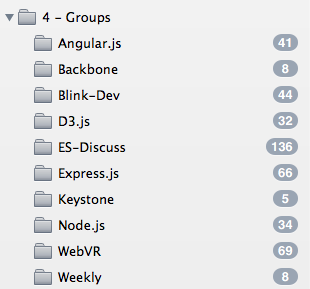 4 – Groups
Angular.js 41
Backbone 8
Blink-Dev 44
D3.js 32
ES-Discuss 136
Express.js 66
Keystone 5
Node.js 34
WebVR 69
Weekly 8